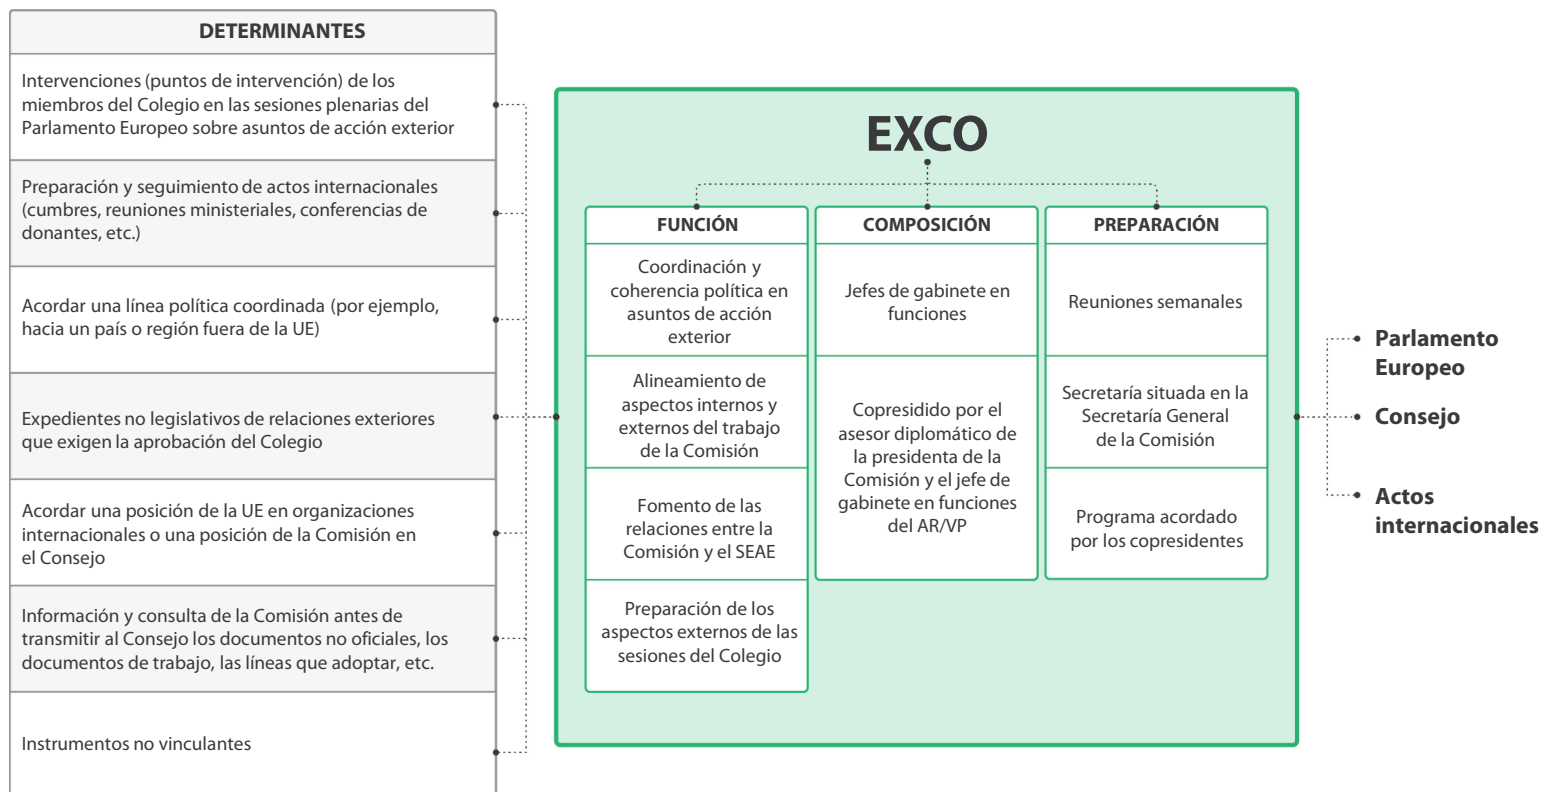 DETERMINANTES
Intervenciones (puntos de intervención) de los
miembros del Colegio en las sesiones plenarias del
Parlamento Europeo sobre asuntos de acción exterior
Preparación y seguimiento de actos internacionales
(cumbres, reuniones ministeriales, conferencias de
donantes, etc.)
Acordar una línea política coordinada (por ejemplo,
hacia un país o región fuera de la UE)
Expedientes no legislativos de relaciones exteriores
que exigen la aprobación del Colegio
Acordar una posición de la UE en organizaciones
internacionales o una posición de la Comisión en
el Consejo
Información y consulta de la Comisión antes de
transmitir al Consejo los documentos no oficiales, los
documentos de trabajo, las líneas que adoptar, etc.
Instrumentos no vinculantes
EXCO
FUNCIÓN
Coordinación y
coherencia política en
asuntos de acción
exterior
Alineamiento de
aspectos internos y
externos del trabajo
de la Comisión
Fomento de las
relaciones entre la
Comisión y el SEAE
Preparación de los
aspectos externos de las
sesiones del Colegio
COMPOSICIÓN
Jefes de gabinete en
funciones
Copresidido por el
asesor diplomático de
la presidenta de la
Comisión y el jefe de
gabinete en funciones
del AR/VP
PREPARACIÓN
Reuniones semanales
Secretaría situada en la
Secretaría General
de la Comisión
Programa acordado
por los copresidentes
Parlamento
Europeo
Consejo
Actos
internacionales